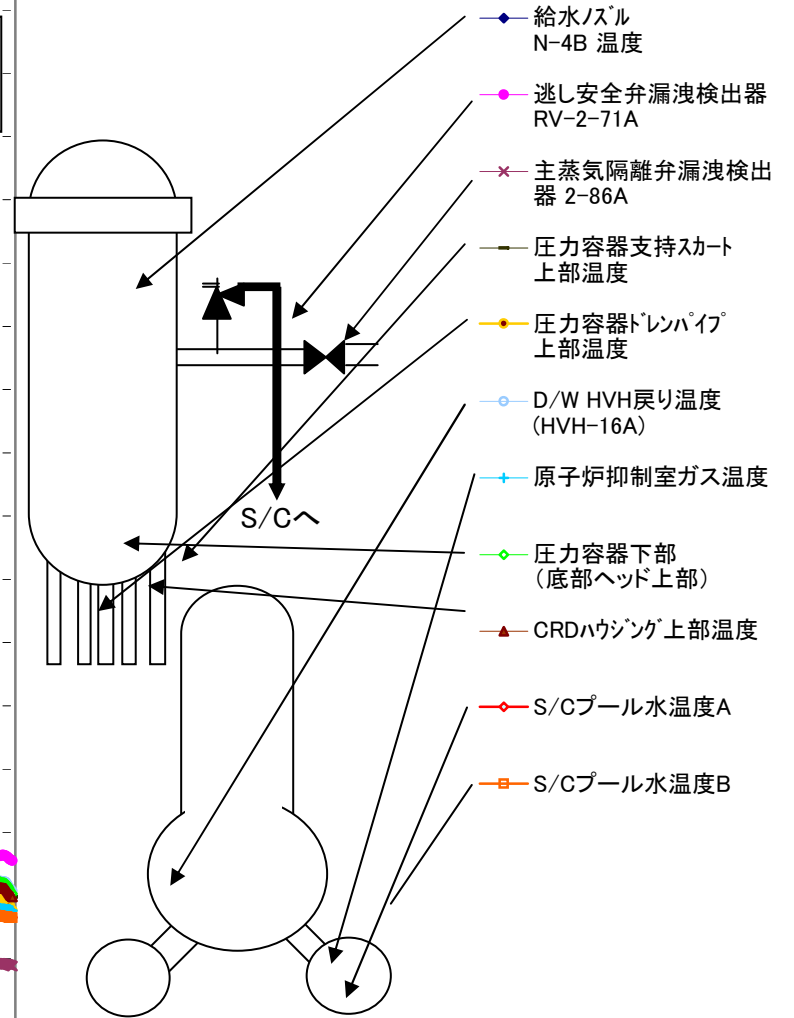 給水ノズル
N-4B 温度
逃し安全弁漏洩検出器
RV-2-71A
主蒸気隔離弁漏洩検出
器 2-86A
圧力容器支持スカート
上部温度
圧力容器ドレンパイプ
上部温度
D/W HVH戻り温度
(HVH-16A)
原子炉抑制室ガス温度
S/Cへ
圧力容器下部
(底部ヘッド上部)
CRDハウジング上部温度
S/Cプール水温度A
S/Cプール水温度B